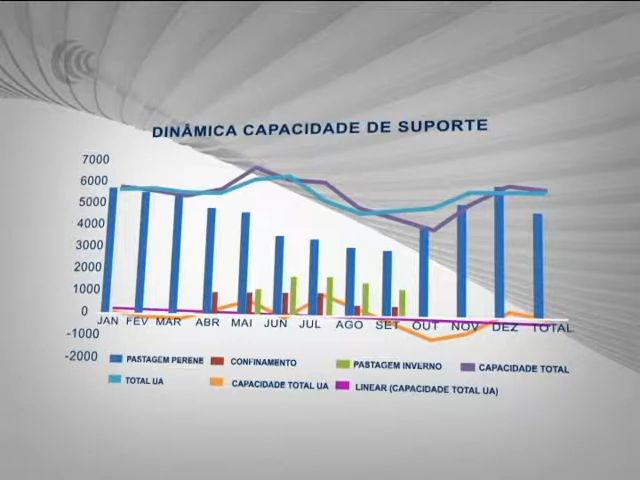 DINÂMICA CAPACIDADE DE SUPORTE
7000
6000
5000
4000
3000
2000
1000
0
-1000
-2000
JAN FEV MAR ABR MAI JUN JUL AGO SET OUT NOV DEZ TOTAL
PASTAGEM PERENE CONFINAMENTO PASTAGEM INVERNO CAPACIDADE TOTAL
TOTAL UA CAPACIDADE TOTAL UA LINEAR (CAPACIDADE TOTAL UA)